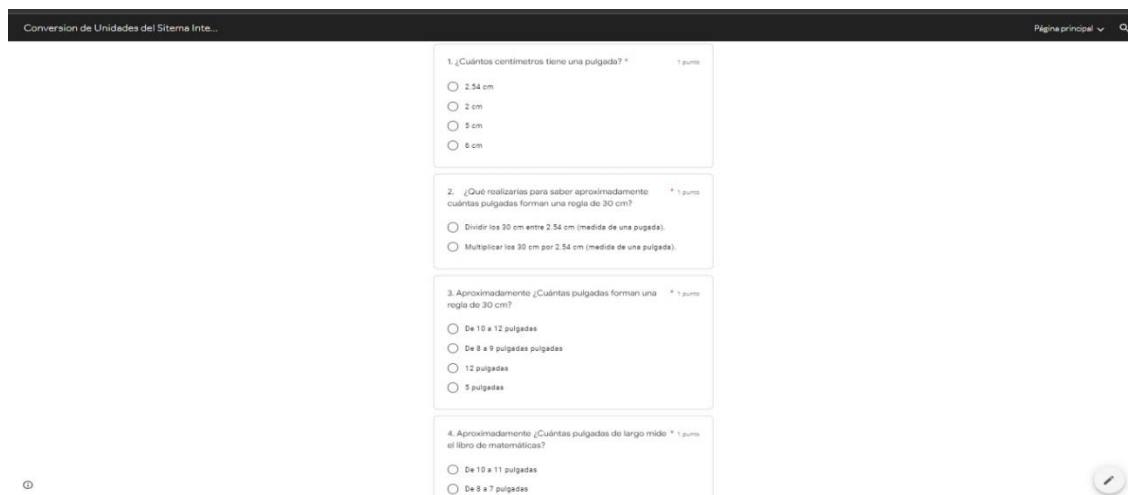 Conversion de Unidades del Sitema Inte...
Página principal
1. ¿Cuántos centímetros tiene una pulgada? * 1 punto
2.54 cm
2 cm
5 cm
6 cm
2. ¿Qué realizarías para saber aproximadamente * 1 punto
cuántas pulgadas forman una regla de 30 cm?
Dividir los 30 cm entre 2.54 cm (medida de una pugada).
Multiplicar los 30 cm por 2.54 cm (medida de una pulgada).
3. Aproximadamente ¿Cuántas pulgadas forman una * 1 punto
regla de 30 cm?
De 10 a 12 pulgadas
De 8 a 9 pulgadas pulgadas
12 pulgadas
5 pulgadas
4. Aproximadamente ¿Cuántas pulgadas de largo mide * 1 punto
el libro de matemáticas?
De 10 a 11 pulgadas
De 8 a 7 pulgadas